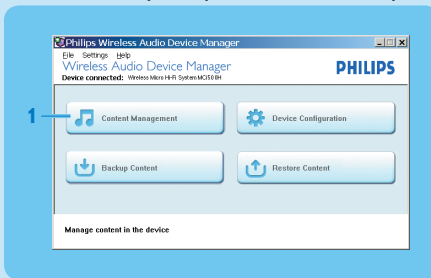 Philips Wireless Audio Device Manager
File Settings Help
Wireless Audio Device Manager
PHILIPS
Device connected: Wireless Micro Hi-Fi System MCI500H
1
Content Management
Device Configuration
Backup Content
Restore Content
Manage content in the device